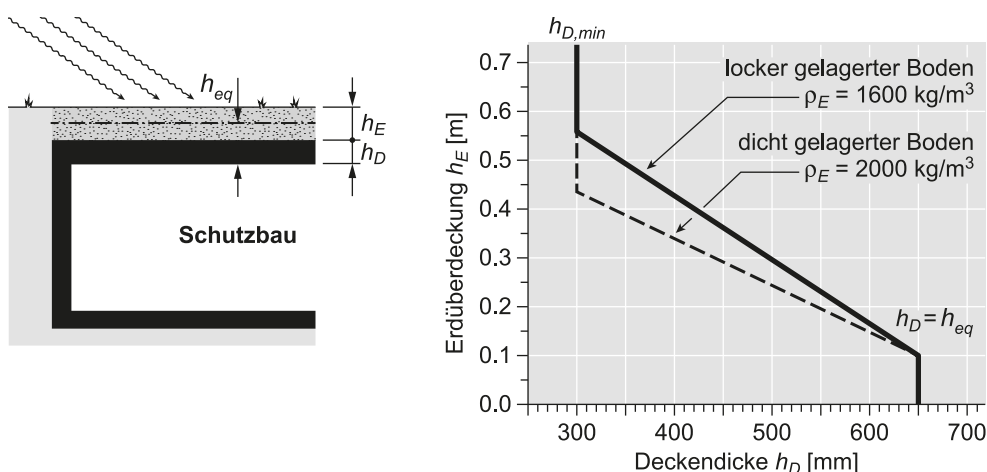 h_eq
h_E
h_D
Schutzbau
h_D,min
locker gelagerter Boden
ρ_E = 1600 kg/m³
dicht gelagerter Boden
ρ_E = 2000 kg/m³
h_D = h_eq
Erdüberdeckung h_E [m]
0.7
0.6
0.5
0.4
0.3
0.2
0.1
0.0
300 400 500 600 700
Deckendicke h_D [mm]